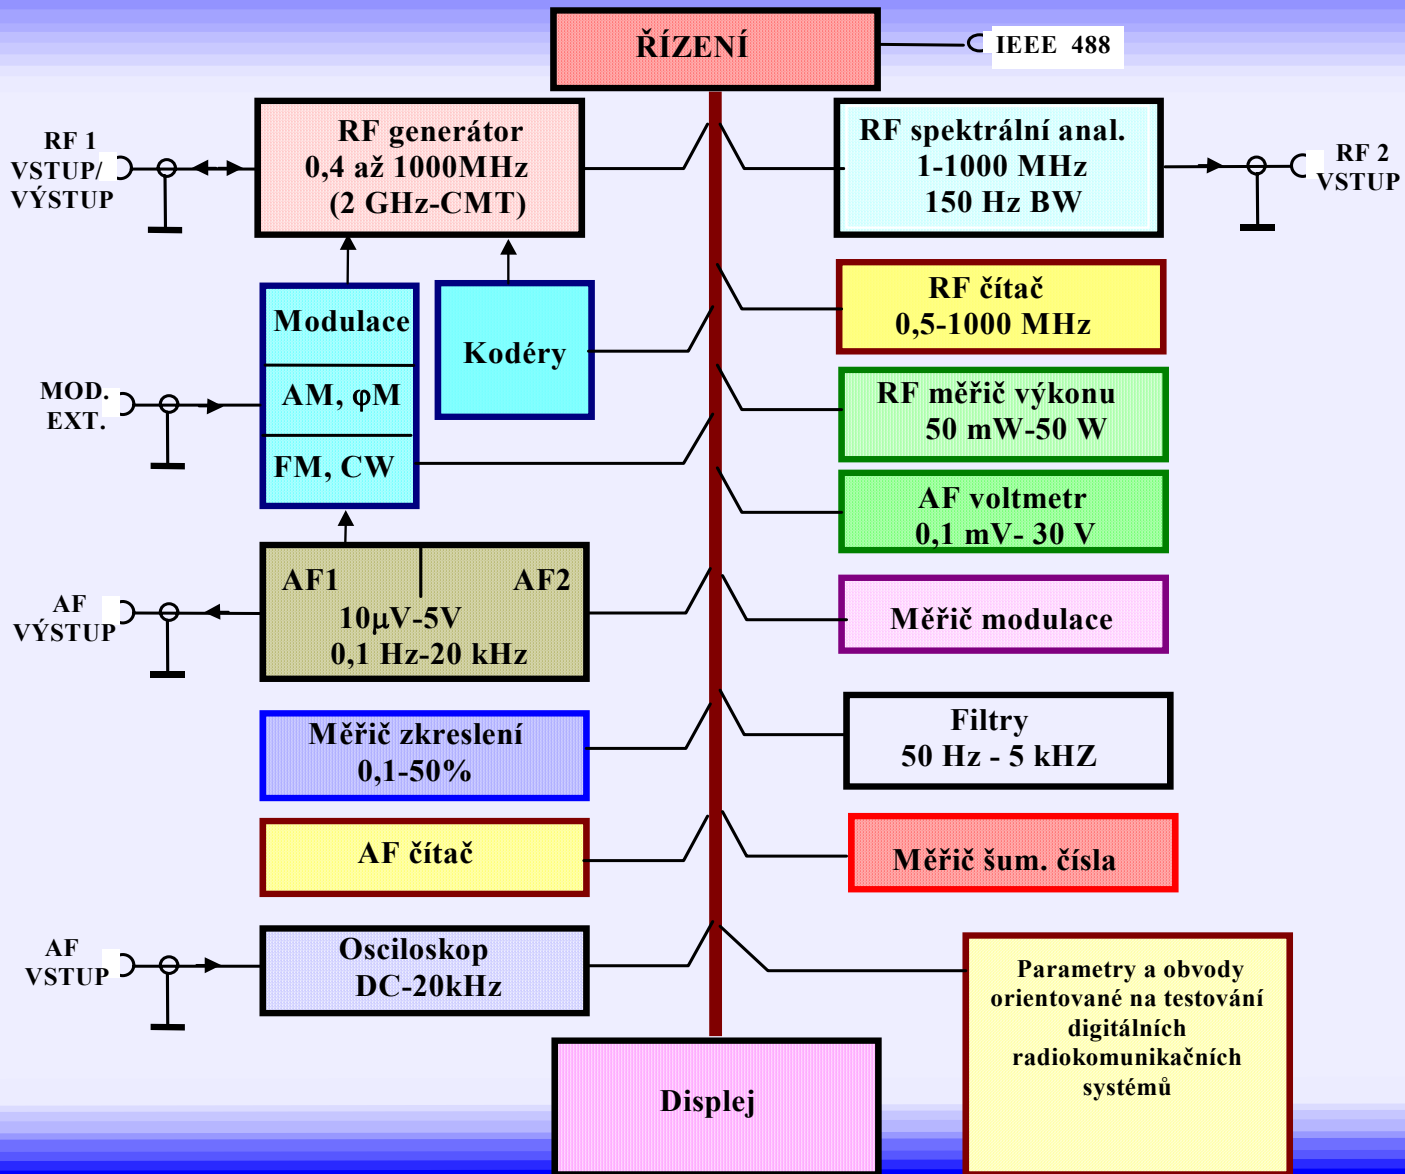 ŘÍZENÍ
IEEE 488
RF 1
VSTUP/
VÝSTUP
RF generátor
0,4 až 1000MHz
(2 GHz-CMT)
RF spektrální anal.
1-1000 MHz
150 Hz BW
RF 2
VSTUP
Modulace
AM, φM
FM, CW
Kodéry
RF čítač
0,5-1000 MHz
MOD.
EXT.
RF měřič výkonu
50 mW-50 W
AF voltmetr
0,1 mV- 30 V
AF
VÝSTUP
AF1 AF2
10μV-5V
0,1 Hz-20 kHz
Měřič modulace
Měřič zkreslení
0,1-50%
Filtry
50 Hz - 5 kHZ
AF čítač
Měřič šum. čísla
AF
VSTUP
Osciloskop
DC-20kHz
Parametry a obvody
orientované na testování
digitálních
radiokomunikačních
systémů
Displej